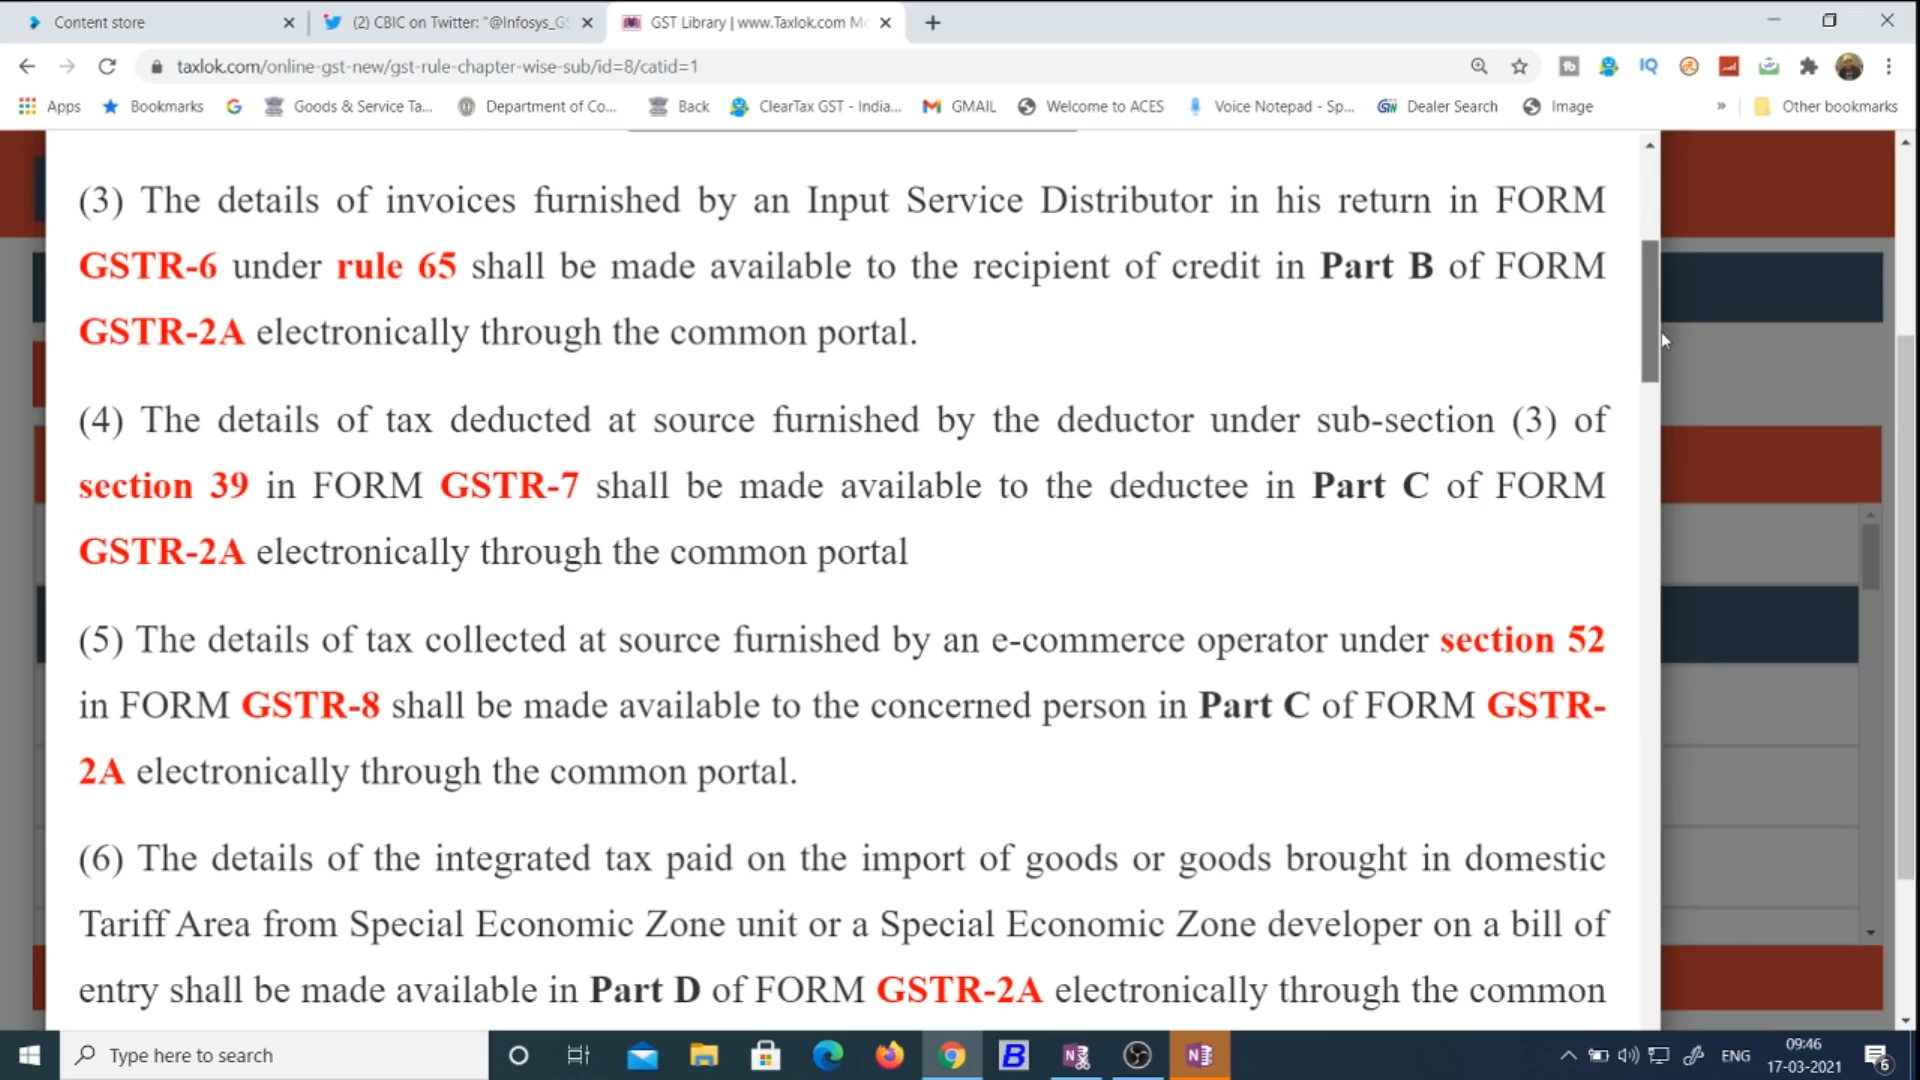 Content store
(2) CBIC on Twitter: "@Infosys_GS
GST Library | www.Taxlok.com Mo
taxlok.com/online-gst-new/gst-rule-chapter-wise-sub/id=8/catid=1
Apps
Bookmarks
Goods & Service Ta...
Department of Co...
Back
ClearTax GST - India...
GMAIL
Welcome to ACES
Voice Notepad - Sp...
Dealer Search
Image
Other bookmarks
(3) The details of invoices furnished by an Input Service Distributor in his return in FORM
GSTR-6 under rule 65 shall be made available to the recipient of credit in Part B of FORM
GSTR-2A electronically through the common portal.
(4) The details of tax deducted at source furnished by the deductor under sub-section (3) of
section 39 in FORM GSTR-7 shall be made available to the deductee in Part C of FORM
GSTR-2A electronically through the common portal
(5) The details of tax collected at source furnished by an e-commerce operator under section 52
in FORM GSTR-8 shall be made available to the concerned person in Part C of FORM GSTR-
2A electronically through the common portal.
(6) The details of the integrated tax paid on the import of goods or goods brought in domestic
Tariff Area from Special Economic Zone unit or a Special Economic Zone developer on a bill of
entry shall be made available in Part D of FORM GSTR-2A electronically through the common
Type here to search
ENG
09:46
17-03-2021
6